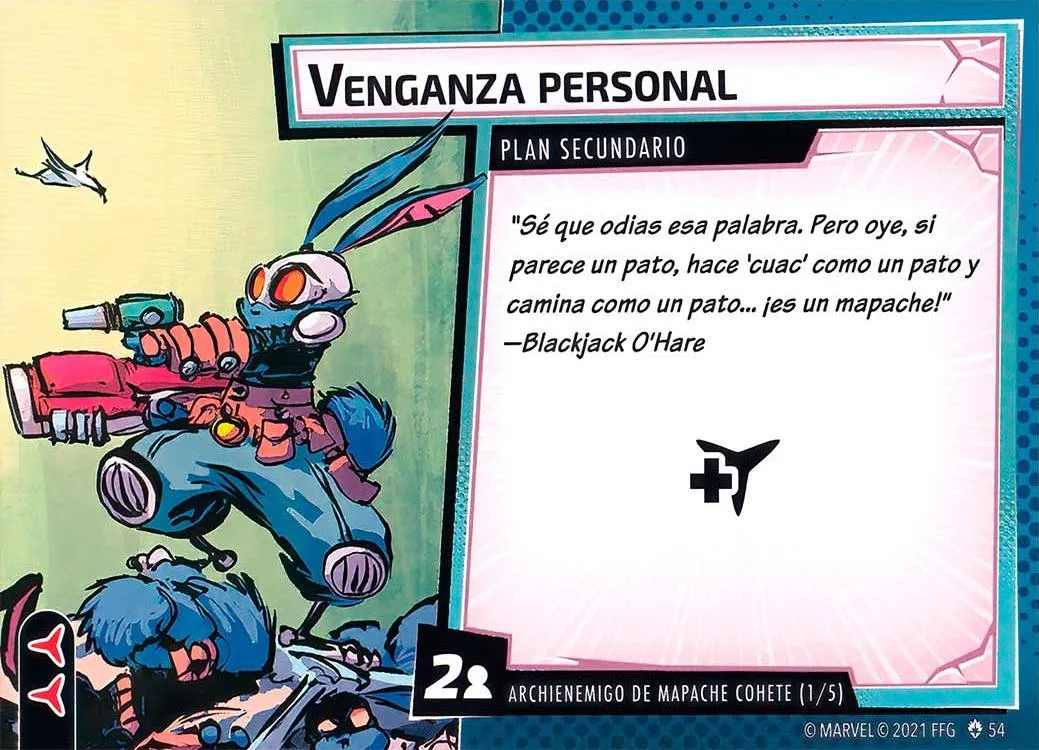 VENGANZA PERSONAL
PLAN SECUNDARIO
"Sé que odias esa palabra. Pero oye, si
parece un pato, hace 'cuac' como un pato y
camina como un pato... ¡es un mapache!"
—Blackjack O'Hare
2
ARCHIENEMIGO DE MAPACHE COHETE (1/5)
© MARVEL © 2021 FFG 54